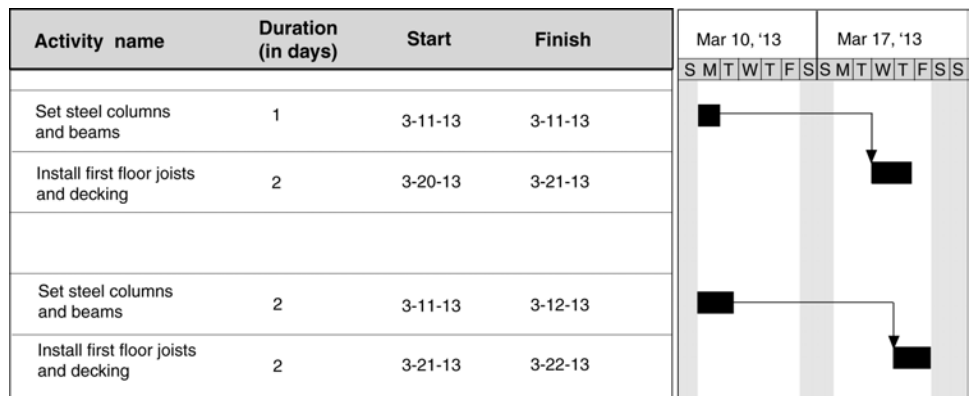 Activity name Duration (in days) Start Finish Mar 10, ‘13 Mar 17, ‘13
S M T W T F S S M T W T F S S
Set steel columns
and beams
1 3-11-13 3-11-13
Install first floor joists
and decking
2 3-20-13 3-21-13
Set steel columns
and beams
2 3-11-13 3-12-13
Install first floor joists
and decking
2 3-21-13 3-22-13